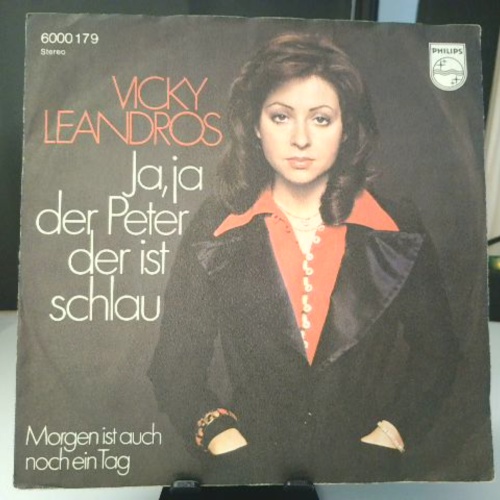 6000 179
Stereo
PHILIPS
VICKY
LEANDROS
Ja, ja
der Peter
der ist
schlau
Morgen ist auch
noch ein Tag